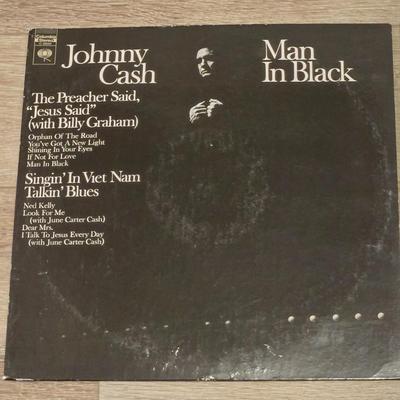 Columbia
Stereo
Johnny
Cash
Man
In Black
The Preacher Said,
"Jesus Said"
(with Billy Graham)
Orphan Of The Road
You've Got A New Light
Shining In Your Eyes
If Not For Love
Man In Black
Singin' In Viet Nam
Talkin' Blues
Ned Kelly
Look For Me
(with June Carter Cash)
Dear Mrs.
I Talk To Jesus Every Day
(with June Carter Cash)